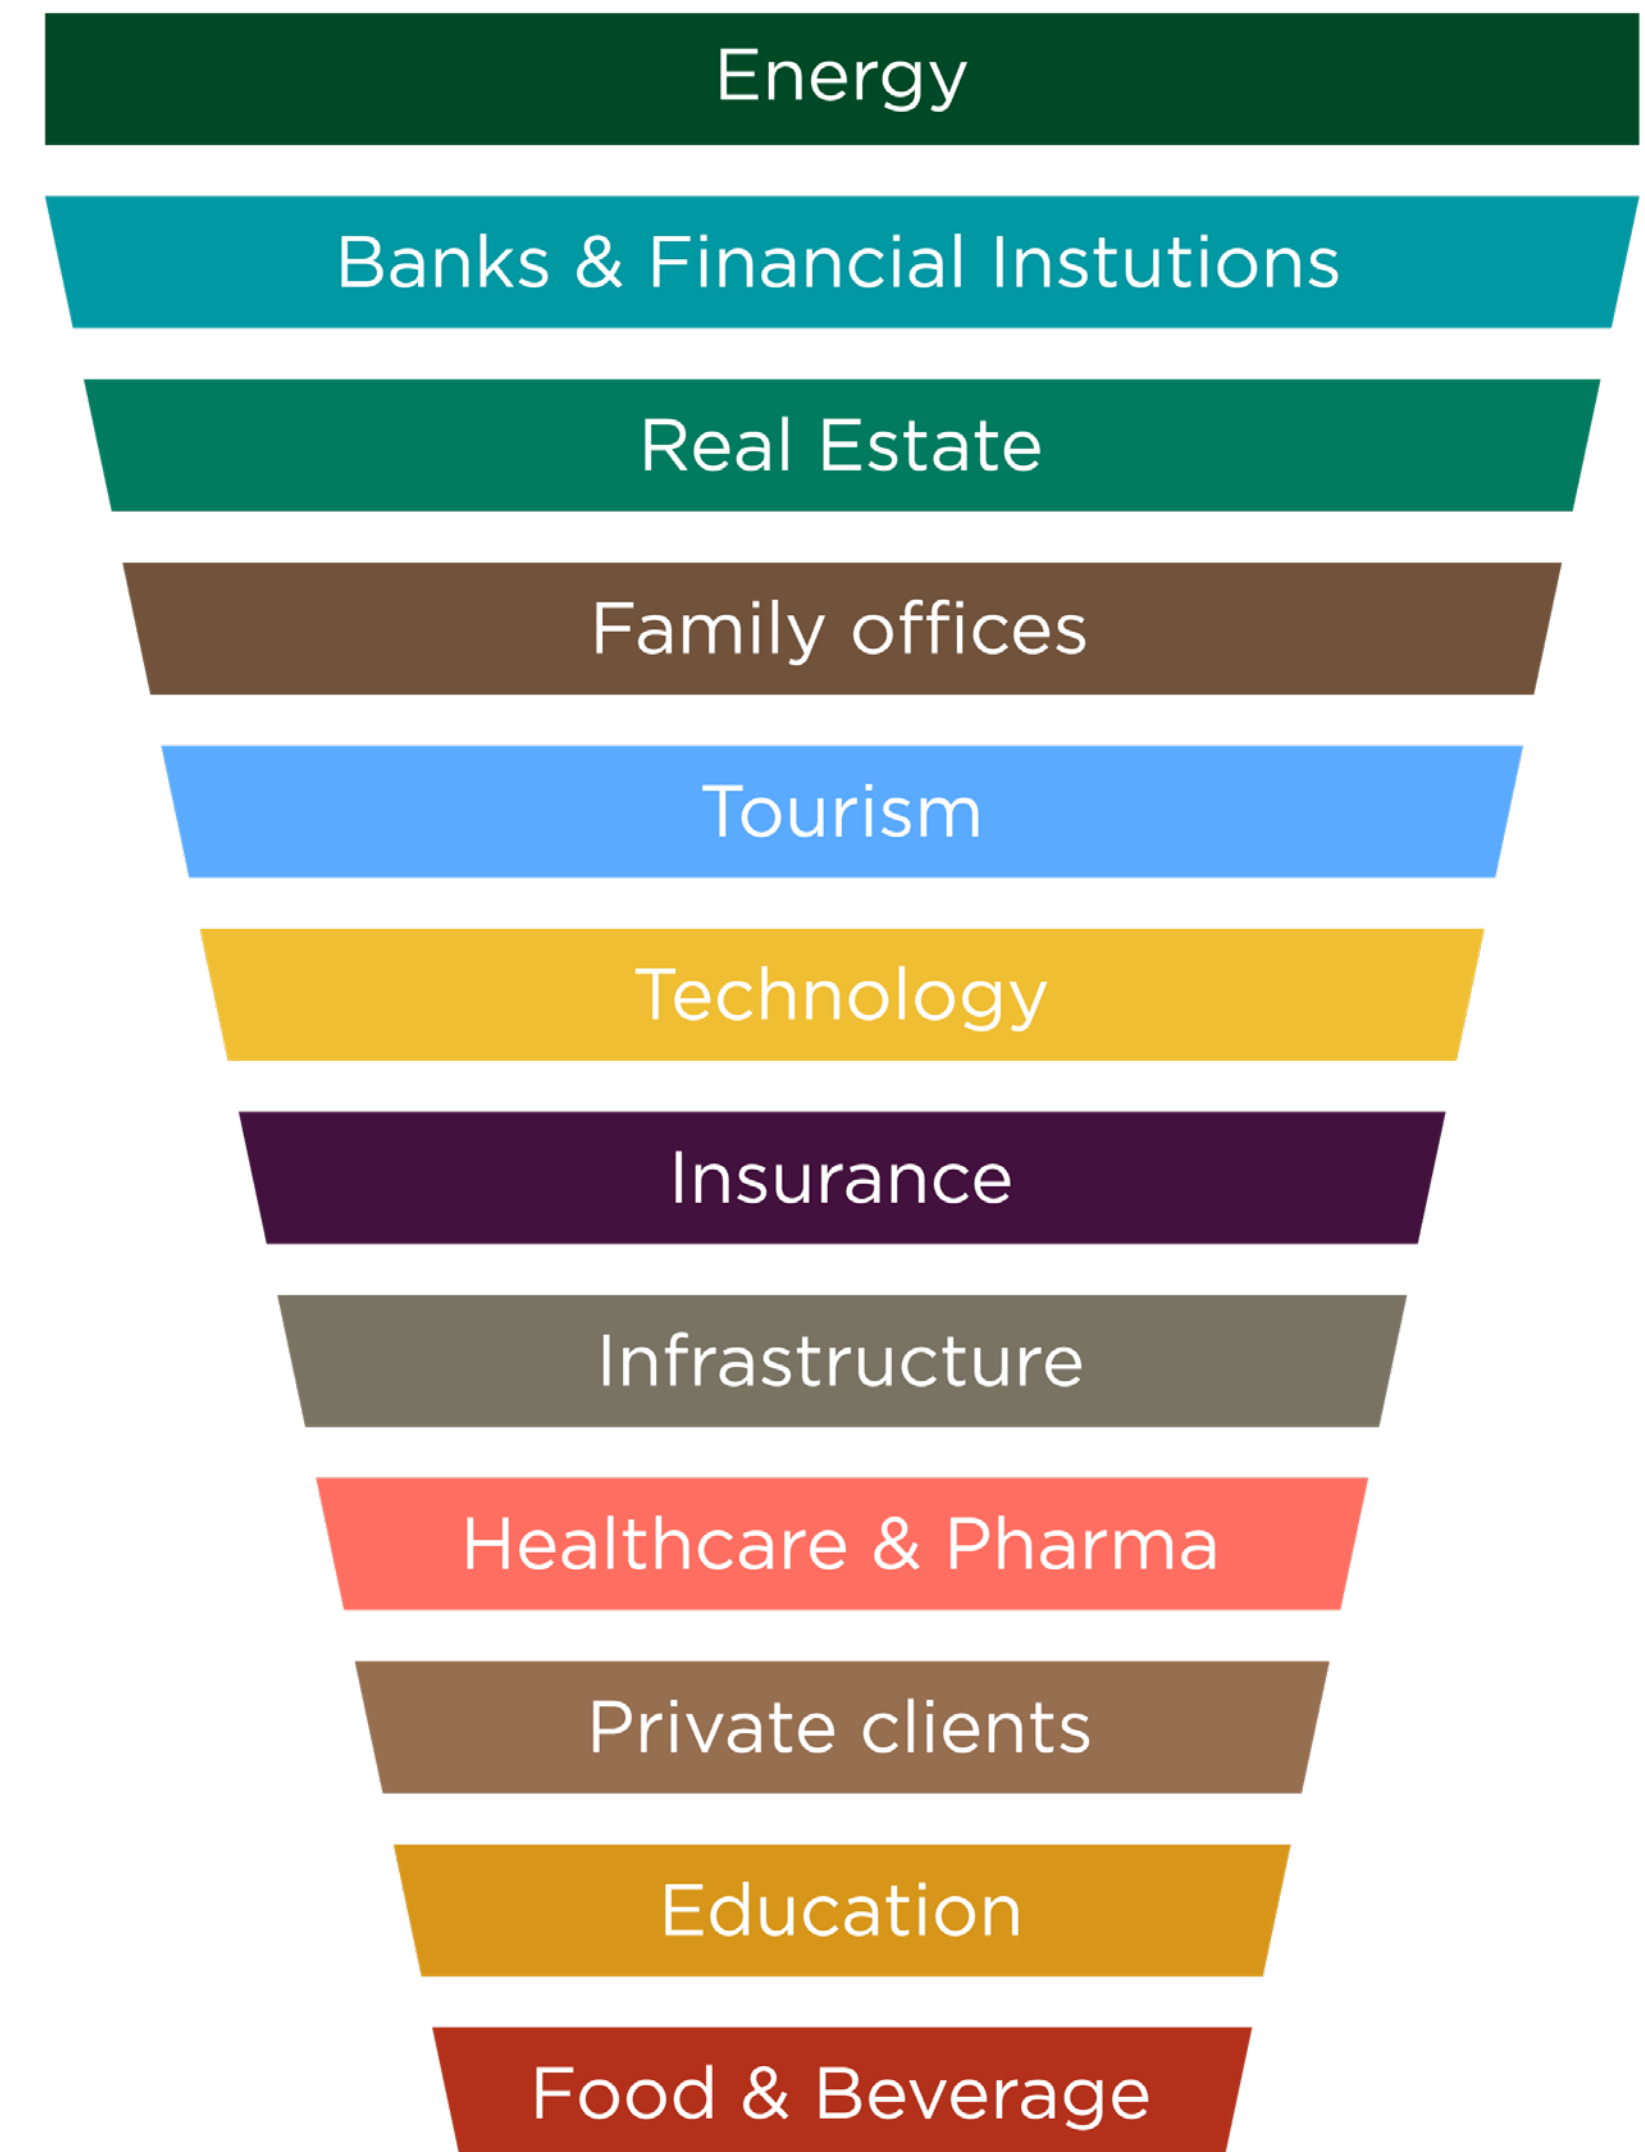 Energy
Banks & Financial Instutions
Real Estate
Family offices
Tourism
Technology
Insurance
Infrastructure
Healthcare & Pharma
Private clients
Education
Food & Beverage